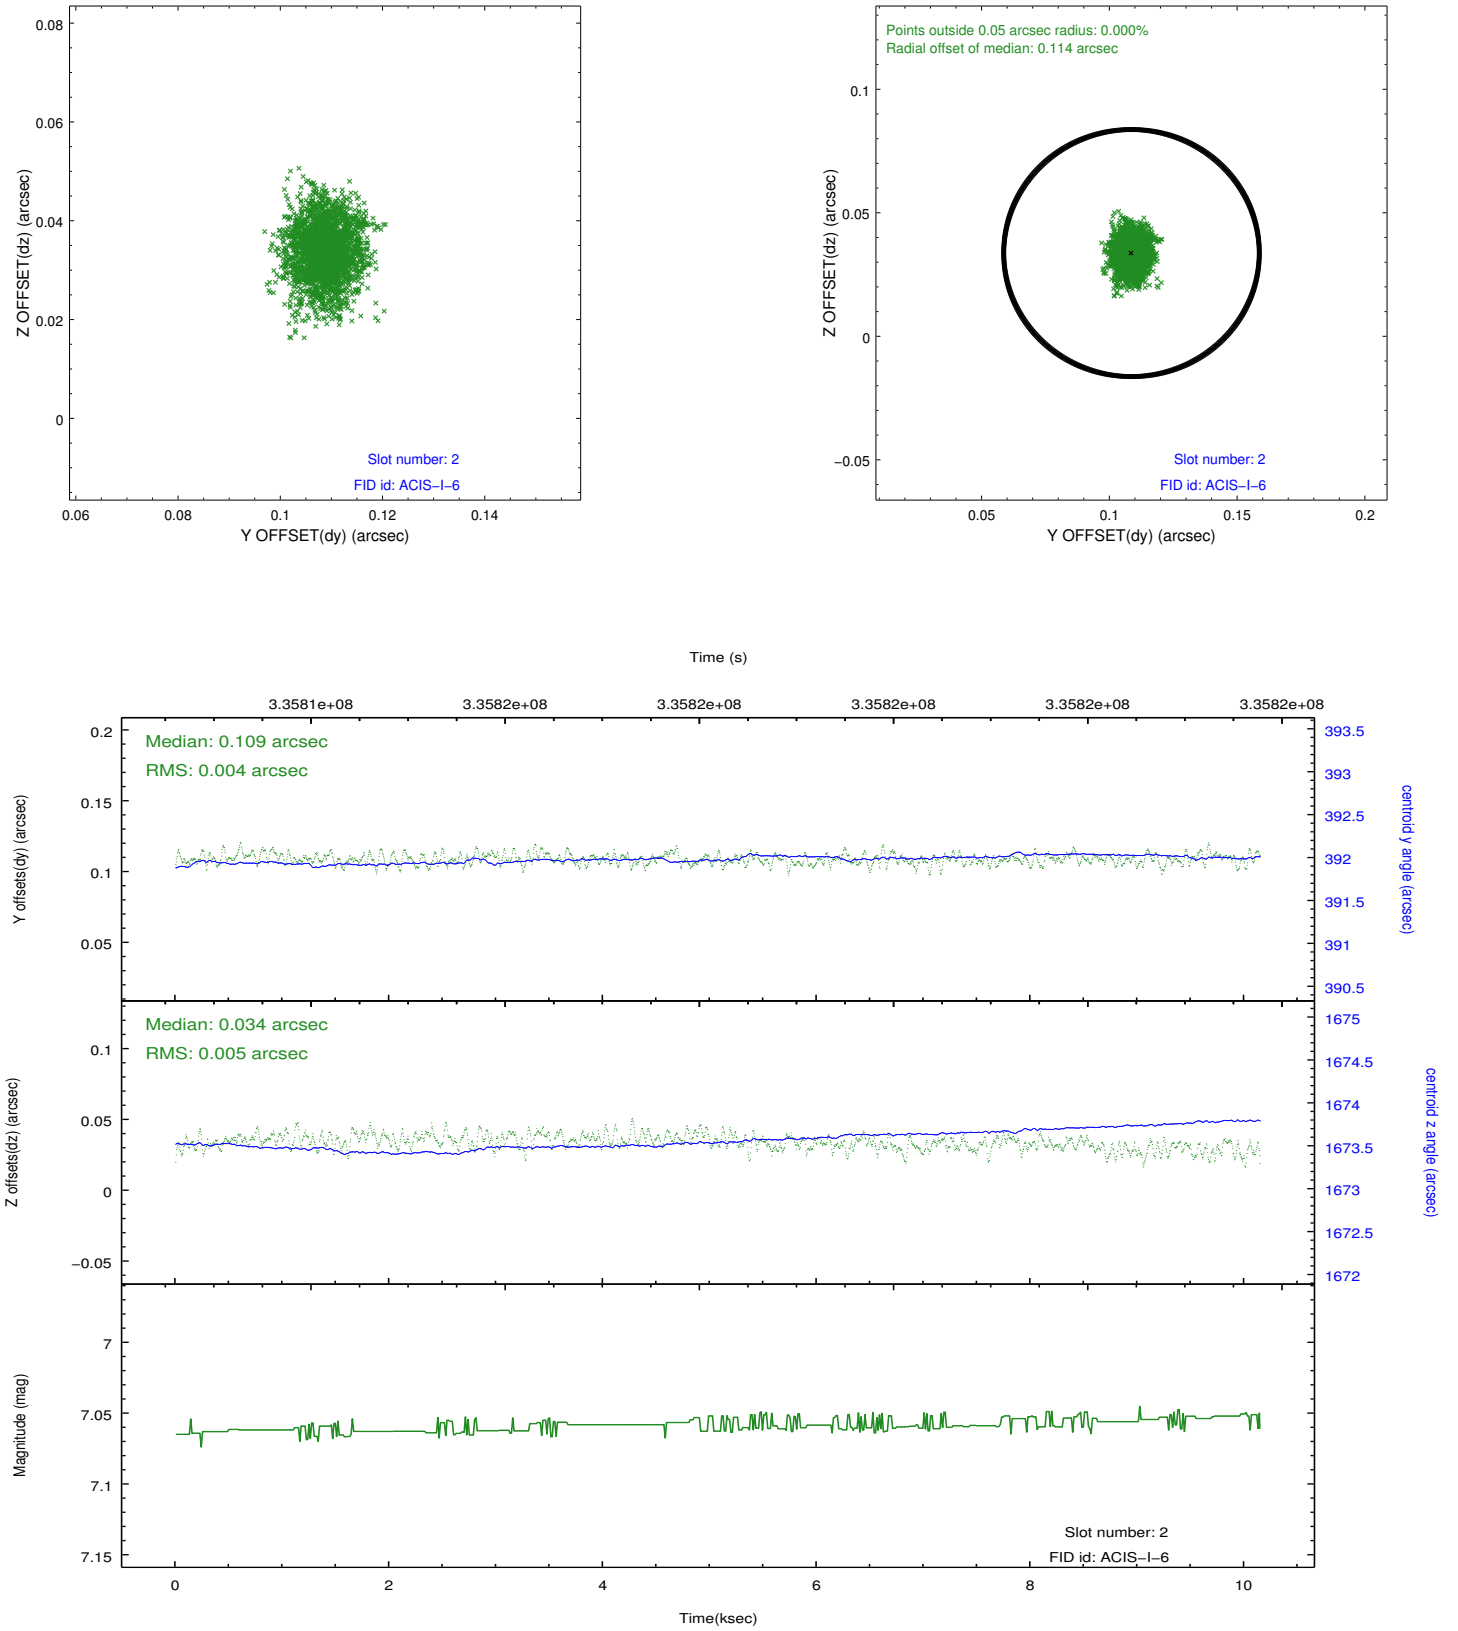 0.08
0.06
0.04
0.02
0
Z OFFSET(dz) (arcsec)
Slot number: 2
FID id: ACIS−I−6
0.06 0.08 0.1 0.12 0.14
Y OFFSET(dy) (arcsec)
Points outside 0.05 arcsec radius: 0.000%
Radial offset of median: 0.114 arcsec
0.1
0.05
0
−0.05
Z OFFSET(dz) (arcsec)
Slot number: 2
FID id: ACIS−I−6
0.05 0.1 0.15 0.2
Y OFFSET(dy) (arcsec)
Time (s)
3.3581e+08 3.3582e+08 3.3582e+08 3.3582e+08 3.3582e+08 3.3582e+08
Median: 0.109 arcsec
RMS: 0.004 arcsec
0.2
0.15
0.1
0.05
Y offsets(dy) (arcsec)
393.5
393
392.5
392
391.5
391
390.5
centroid y angle (arcsec)
Median: 0.034 arcsec
RMS: 0.005 arcsec
0.1
0.05
0
−0.05
Z offsets(dz) (arcsec)
1675
1674.5
1674
1673.5
1673
1672.5
1672
centroid z angle (arcsec)
7
7.05
7.1
7.15
Magnitude (mag)
Slot number: 2
FID id: ACIS−I−6
0 2 4 6 8 10
Time(ksec)